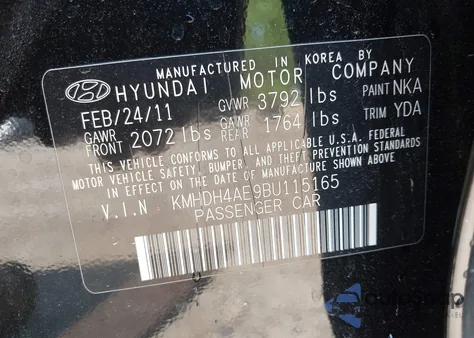 MANUFACTURED IN KOREA BY
HYUNDAI MOTOR COMPANY
FEB/24/11 GVWR 3792 lbs PAINT NKA
GAWR FRONT 2072 lbs GAWR REAR 1764 lbs TRIM YDA
THIS VEHICLE CONFORMS TO ALL APPLICABLE U.S.A. FEDERAL
MOTOR VEHICLE SAFETY, BUMPER, AND THEFT PREVENTION STANDARDS
IN EFFECT ON THE DATE OF MANUFACTURE SHOWN ABOVE.
V.I.N KMHDH4AE9BU115165
PASSENGER CAR